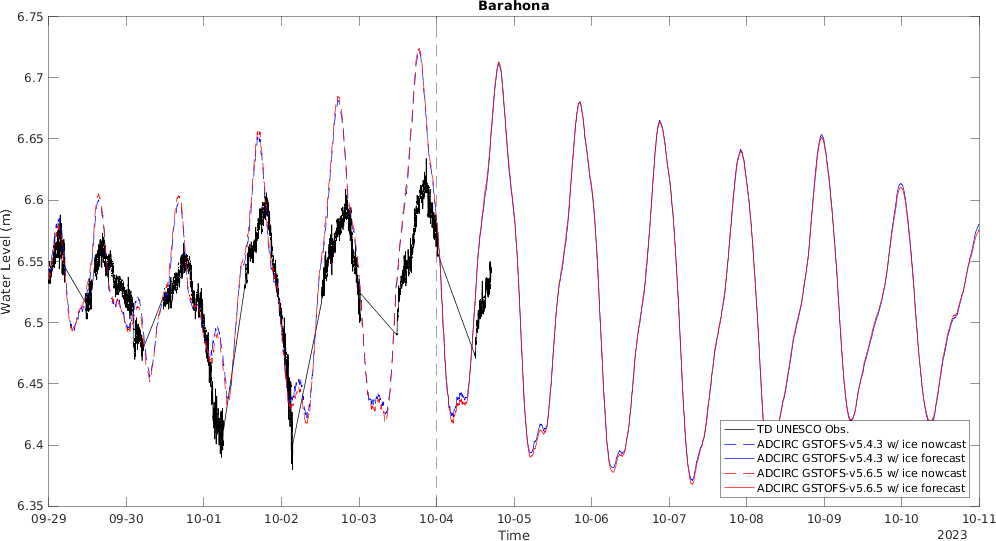 Barahona
6.75
6.7
6.65
6.6
6.55
6.5
6.45
6.4
6.35
Water Level (m)
09-29 09-30 10-01 10-02 10-03 10-04 10-05 10-06 10-07 10-08 10-09 10-10 10-11
Time
2023
TD UNESCO Obs.
ADCIRC GSTOFS-v5.4.3 w/ ice nowcast
ADCIRC GSTOFS-v5.4.3 w/ ice forecast
ADCIRC GSTOFS-v5.6.5 w/ ice nowcast
ADCIRC GSTOFS-v5.6.5 w/ ice forecast